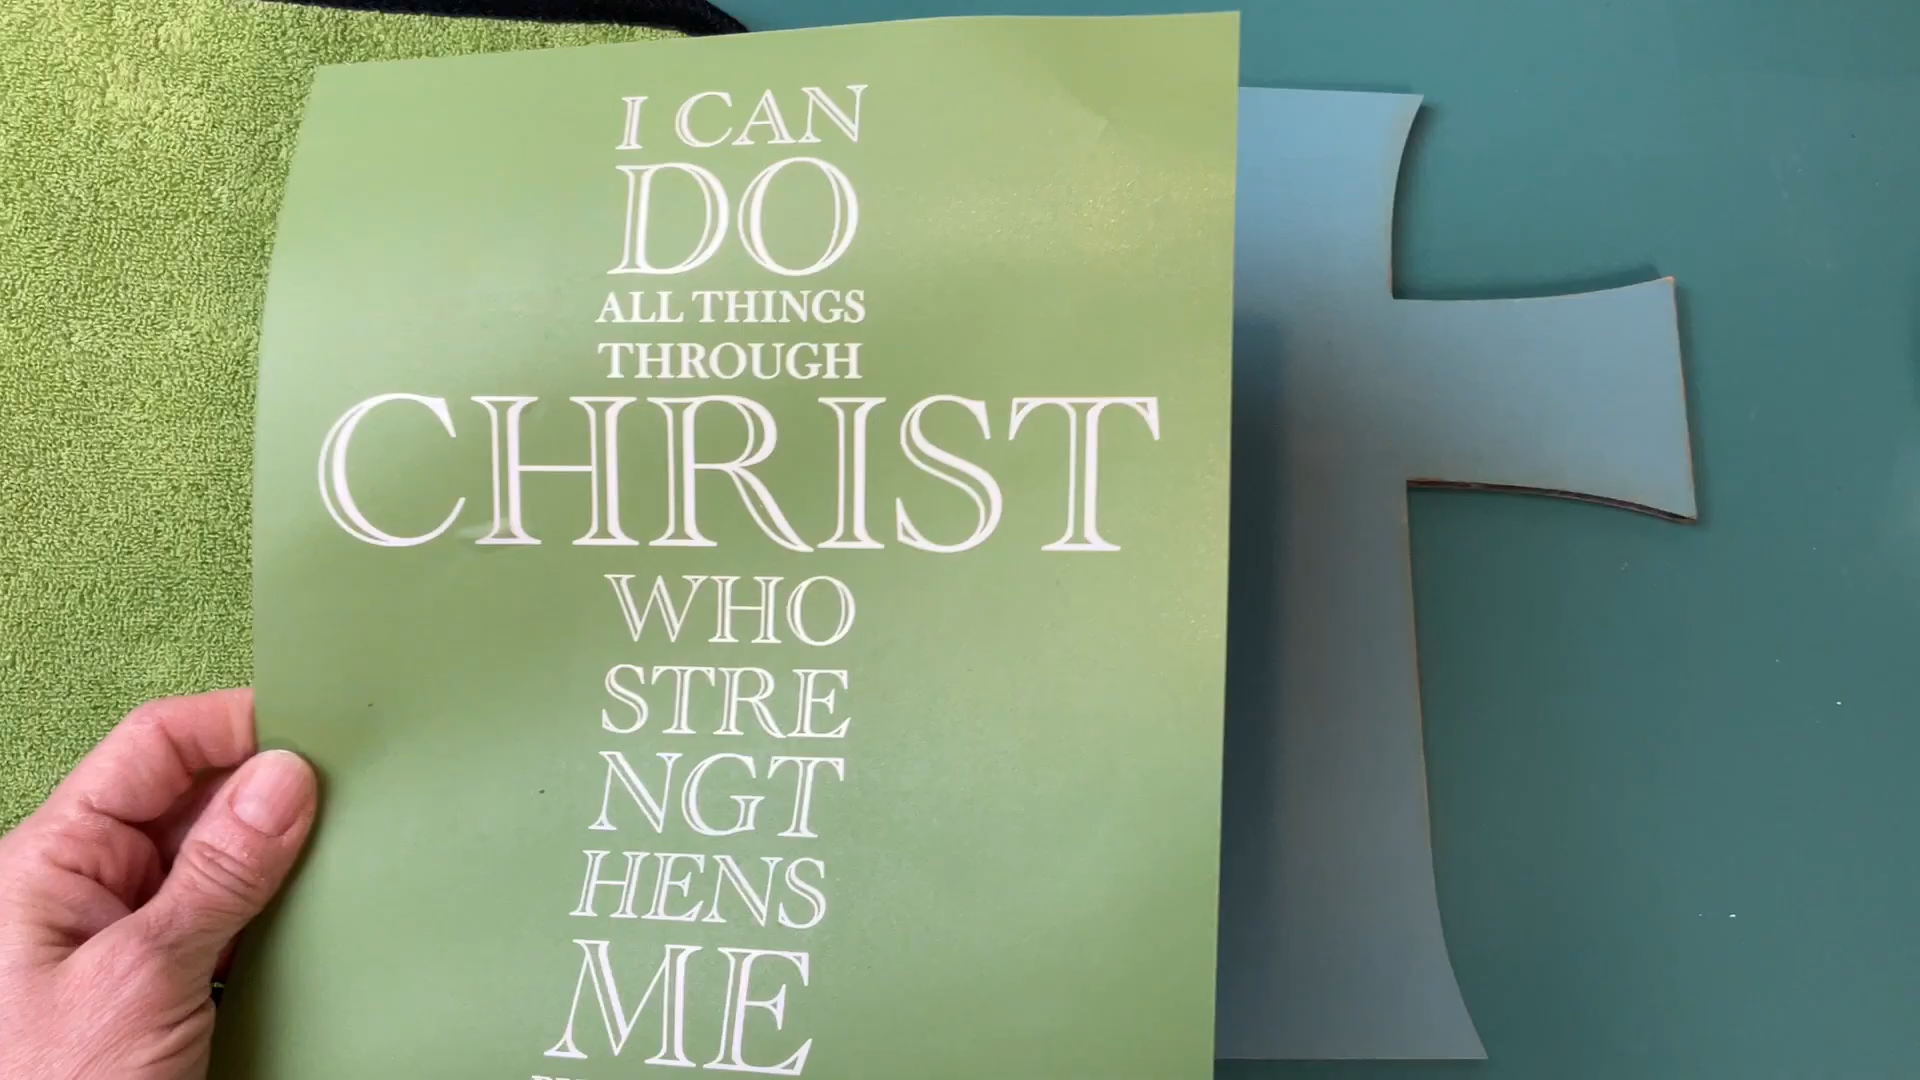 I CAN
DO
ALL THINGS
THROUGH
CHRIST
WHO
STRE
NGT
HENS
ME